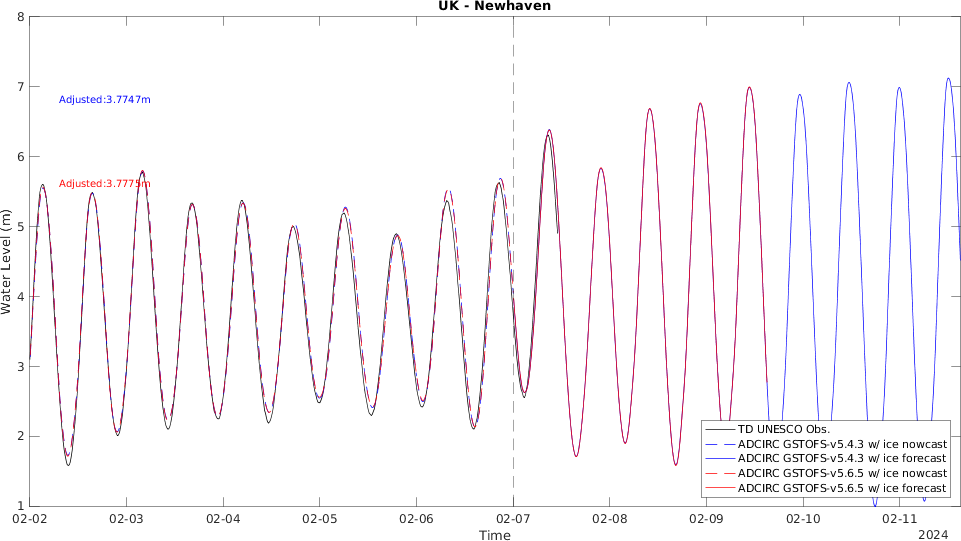 UK - Newhaven
8
7
6
5
4
3
2
1
Water Level (m)
Adjusted:3.7747m
Adjusted:3.7775m
TD UNESCO Obs.
ADCIRC GSTOFS-v5.4.3 w/ ice nowcast
ADCIRC GSTOFS-v5.4.3 w/ ice forecast
ADCIRC GSTOFS-v5.6.5 w/ ice nowcast
ADCIRC GSTOFS-v5.6.5 w/ ice forecast
02-02 02-03 02-04 02-05 02-06 02-07 02-08 02-09 02-10 02-11
Time
2024